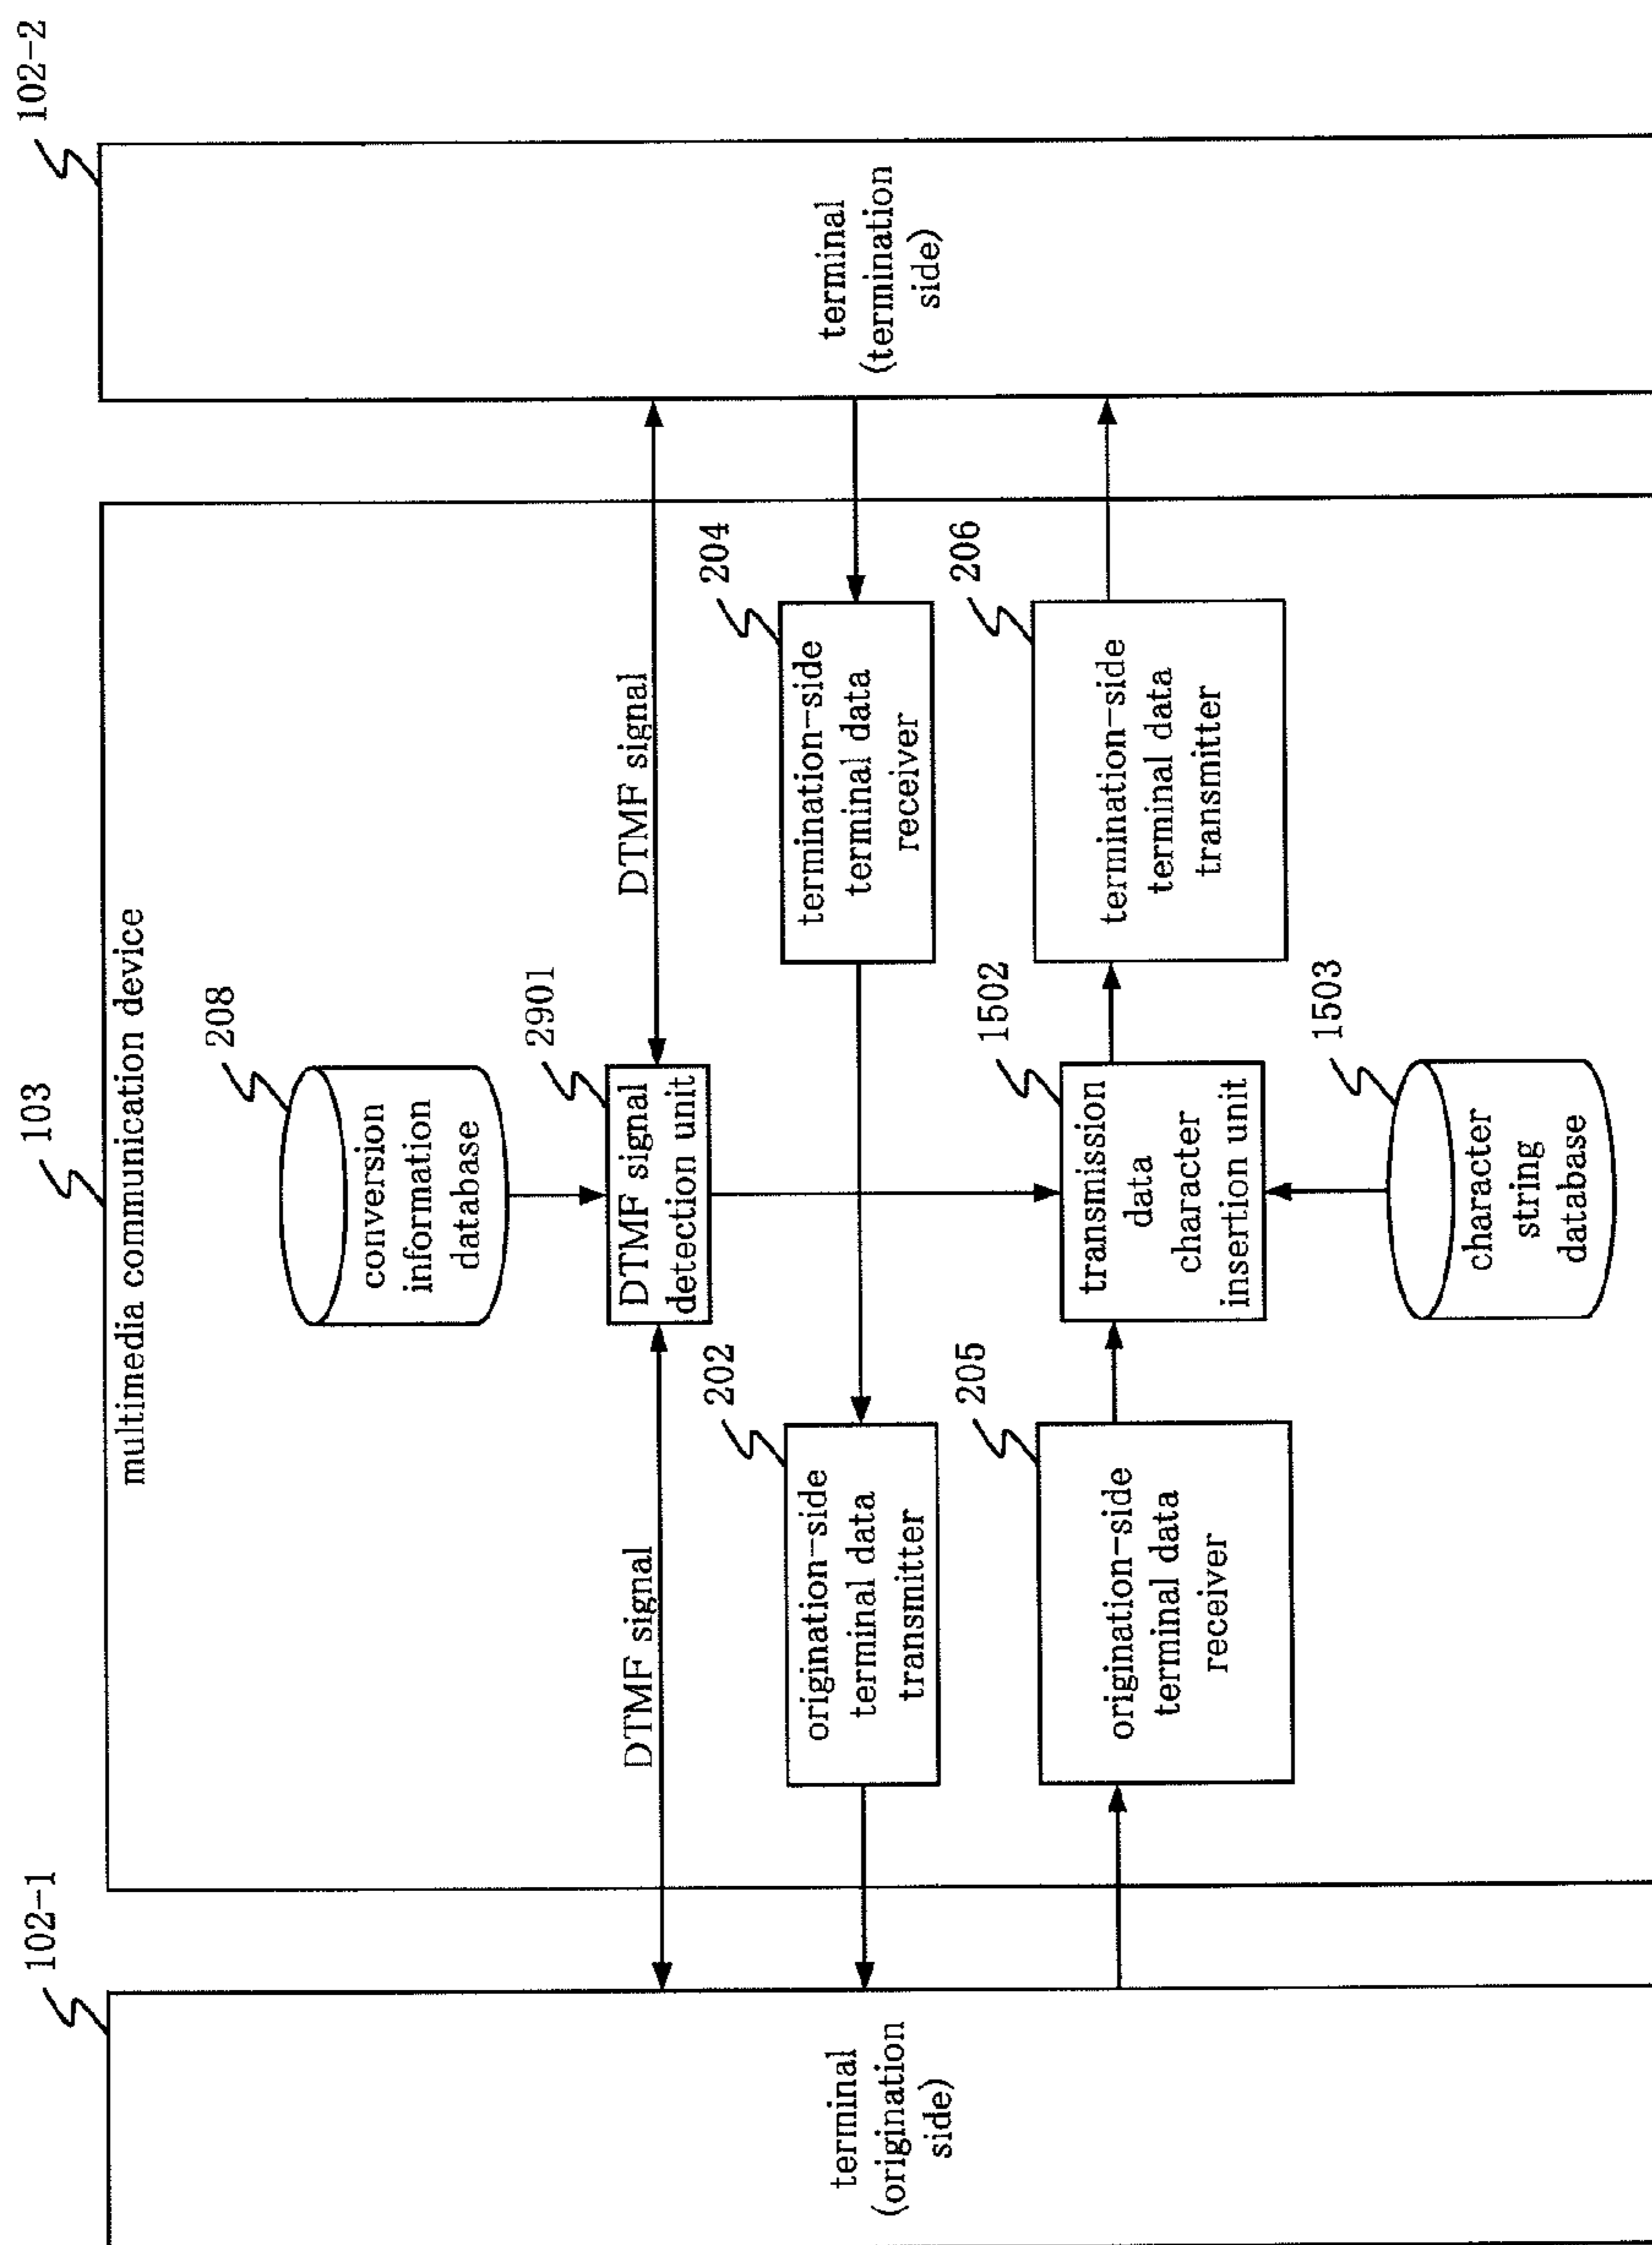 102-1
terminal
(origination
side)
103
multimedia communication device
208
conversion
information
database
DTMF signal
2901
DTMF signal
detection unit
DTMF signal
202
origination-side
terminal data
transmitter
204
termination-side
terminal data
receiver
205
origination-side
terminal data
receiver
1502
transmission
data
character
insertion unit
206
termination-side
terminal data
transmitter
1503
character
string
database
102-2
terminal
(termination
side)